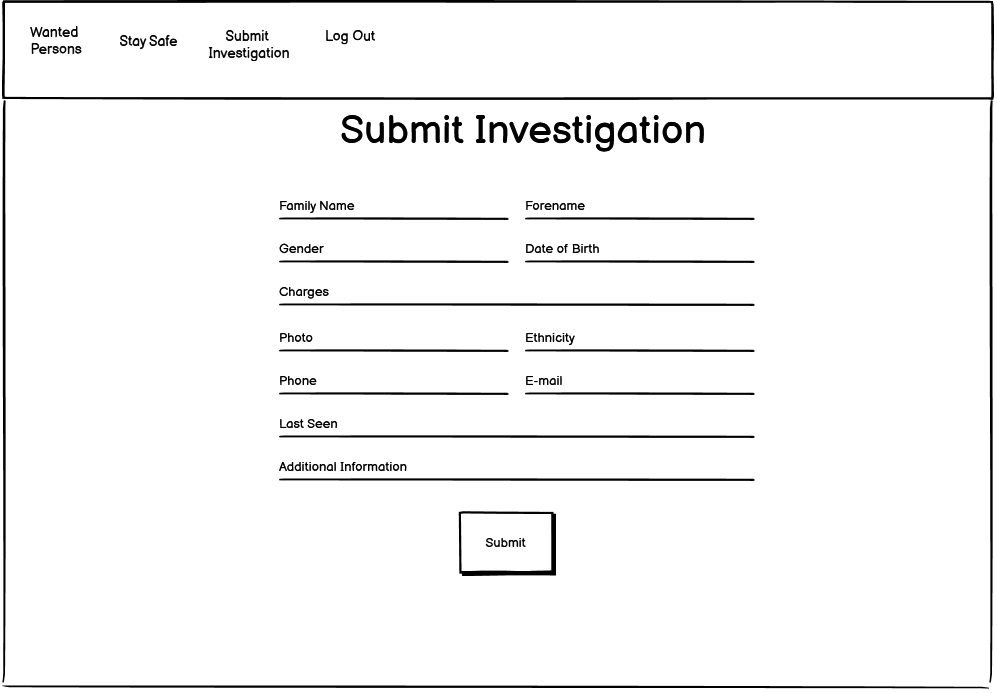 Wanted
Persons
Stay Safe
Submit
Investigation
Log Out
Submit Investigation
Family Name
Forename
Gender
Date of Birth
Charges
Photo
Ethnicity
Phone
E-mail
Last Seen
Additional Information
Submit